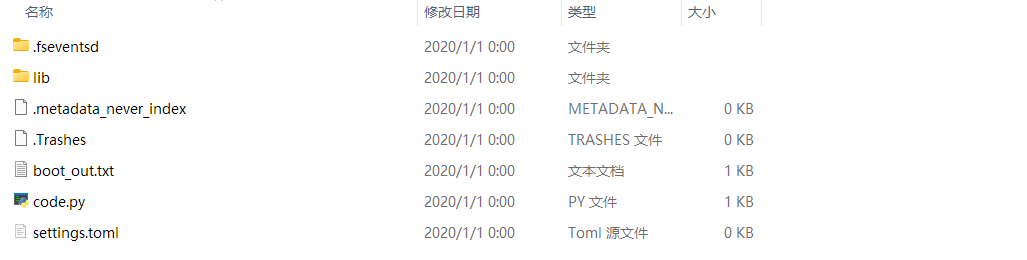 名称 修改日期 类型 大小
.fseventsd 2020/1/1 0:00 文件夹
lib 2020/1/1 0:00 文件夹
.metadata_never_index 2020/1/1 0:00 METADATA_N... 0 KB
.Trashes 2020/1/1 0:00 TRASHES 文件 0 KB
boot_out.txt 2020/1/1 0:00 文本文档 1 KB
code.py 2020/1/1 0:00 PY 文件 1 KB
settings.toml 2020/1/1 0:00 Toml 源文件 0 KB